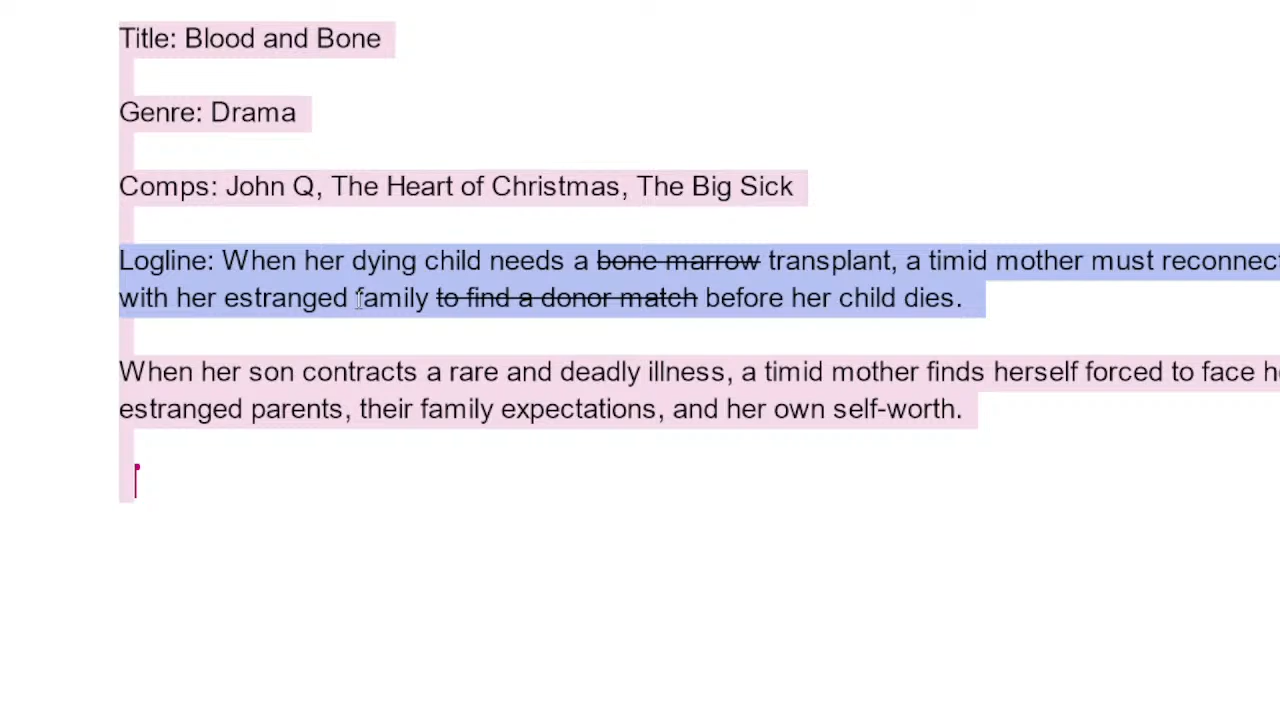 Title: Blood and Bone
Genre: Drama
Comps: John Q, The Heart of Christmas, The Big Sick
Logline: When her dying child needs a bone marrow transplant, a timid mother must reconnect
with her estranged family to find a donor match before her child dies.
When her son contracts a rare and deadly illness, a timid mother finds herself forced to face
estranged parents, their family expectations, and her own self-worth.